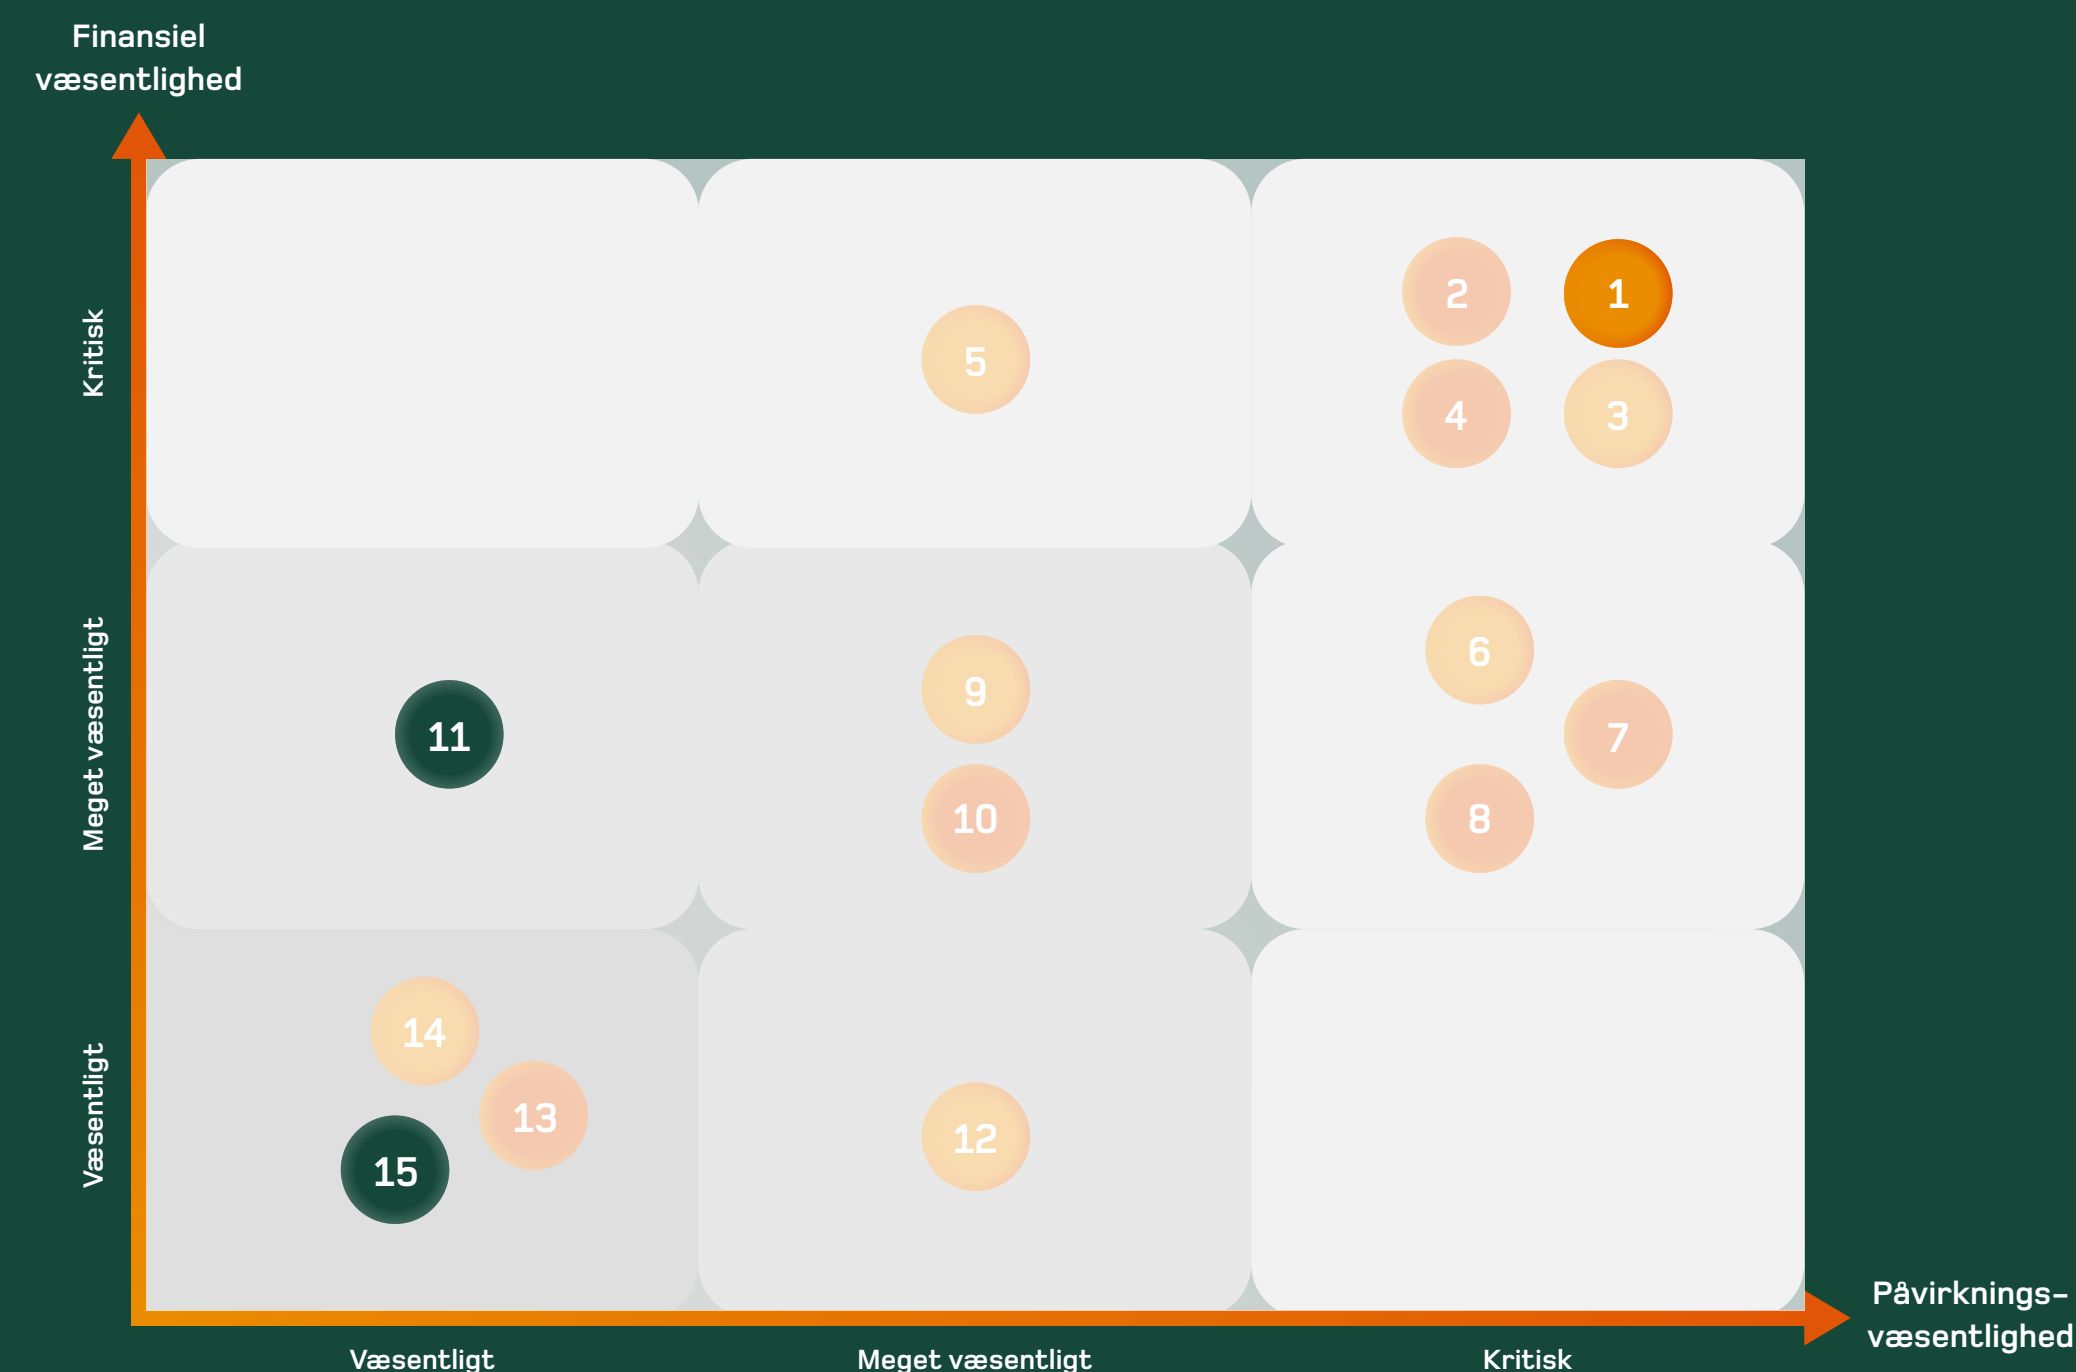 Finansiel
væsentlighed
Kritisk
2
1
5
4
3
Meget væsentligt
6
9
11
7
10
8
Væsentligt
14
13
12
15
Påvirknings-
væsentlighed
Væsentligt
Meget væsentligt
Kritisk